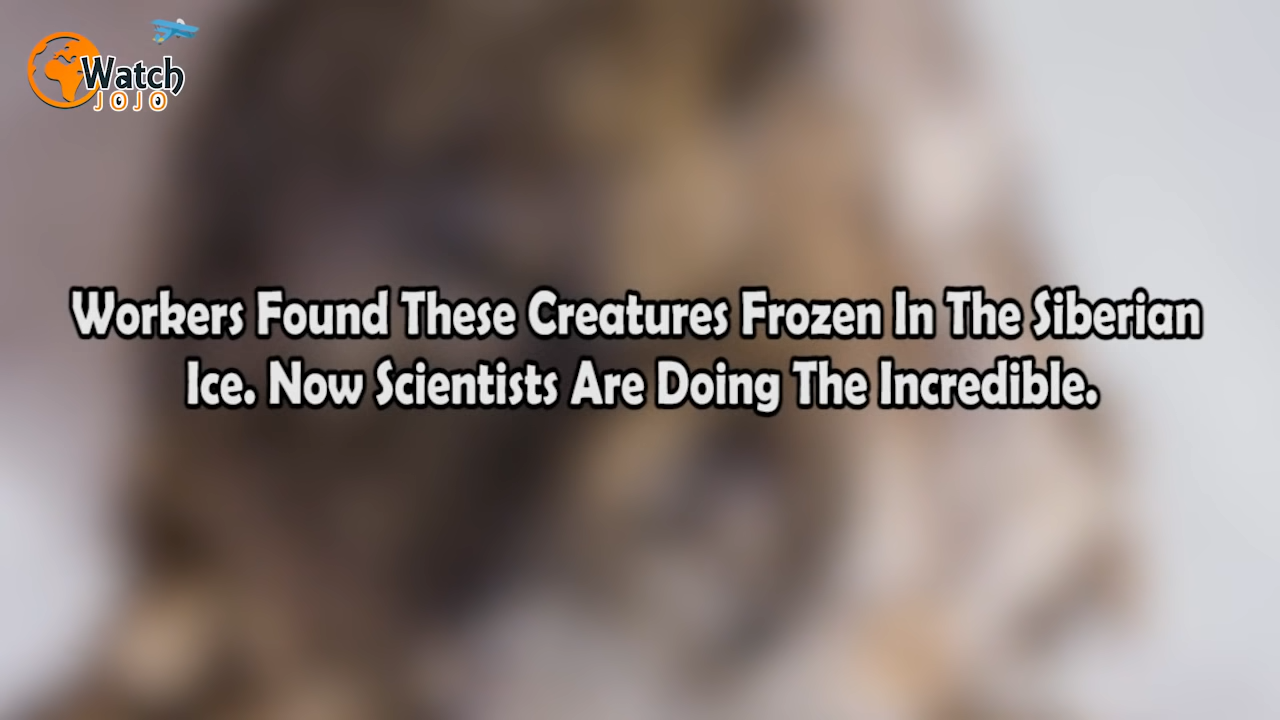 Watch
JOJO
Workers Found These Creatures Frozen In The Siberian
Ice. Now Scientists Are Doing The Incredible.